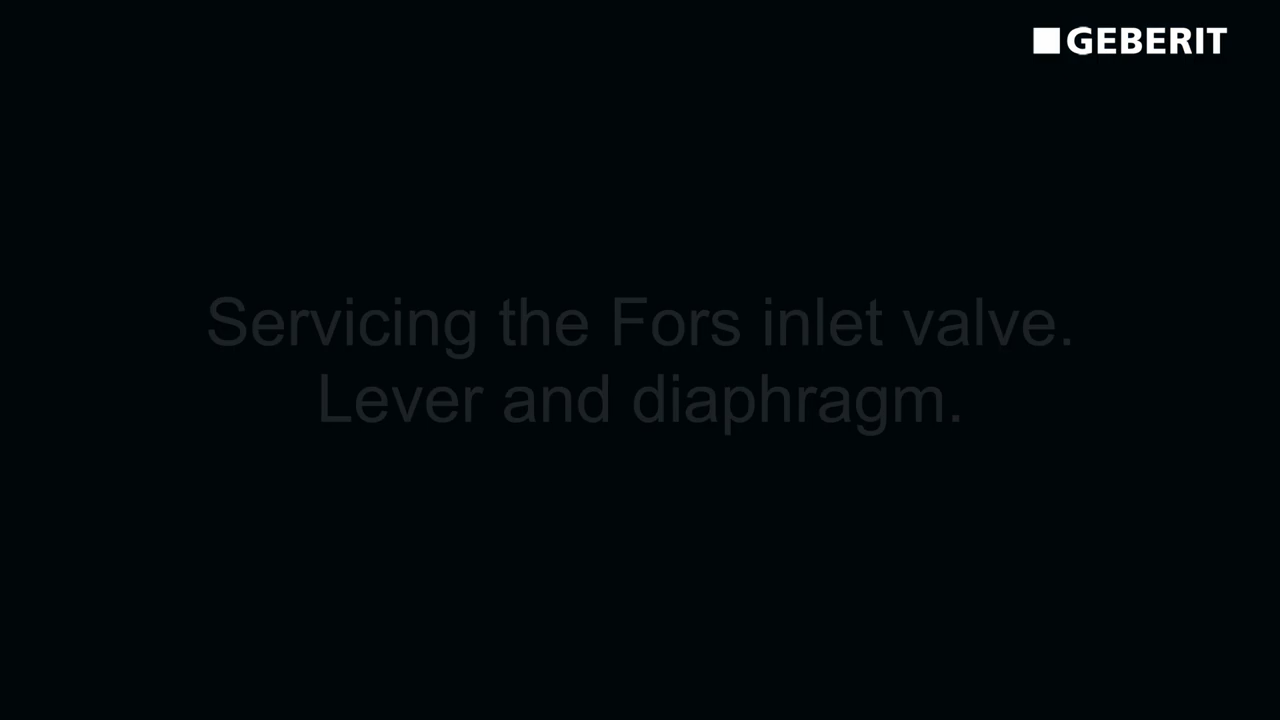 GEBERIT
Servicing the Fors inlet valve.
Lever and diaphragm.